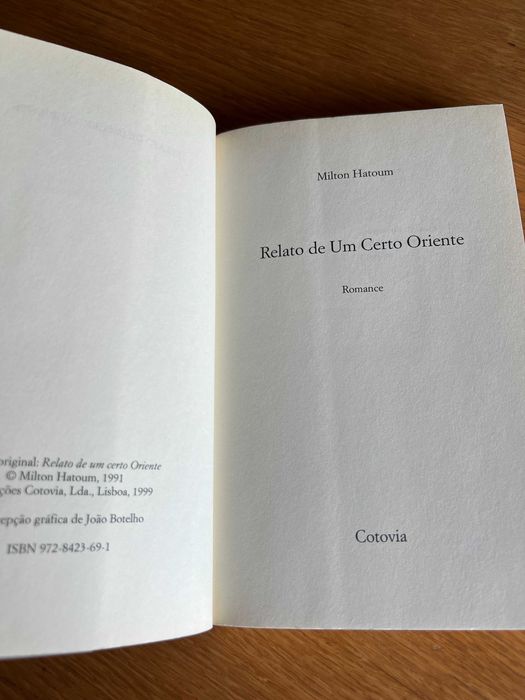 original: Relato de um certo Oriente
© Milton Hatoum, 1991
ções Cotovia, Lda., Lisboa, 1999
epção gráfica de João Botelho
ISBN 972-8423-69-1
Milton Hatoum
Relato de Um Certo Oriente
Romance
Cotovia